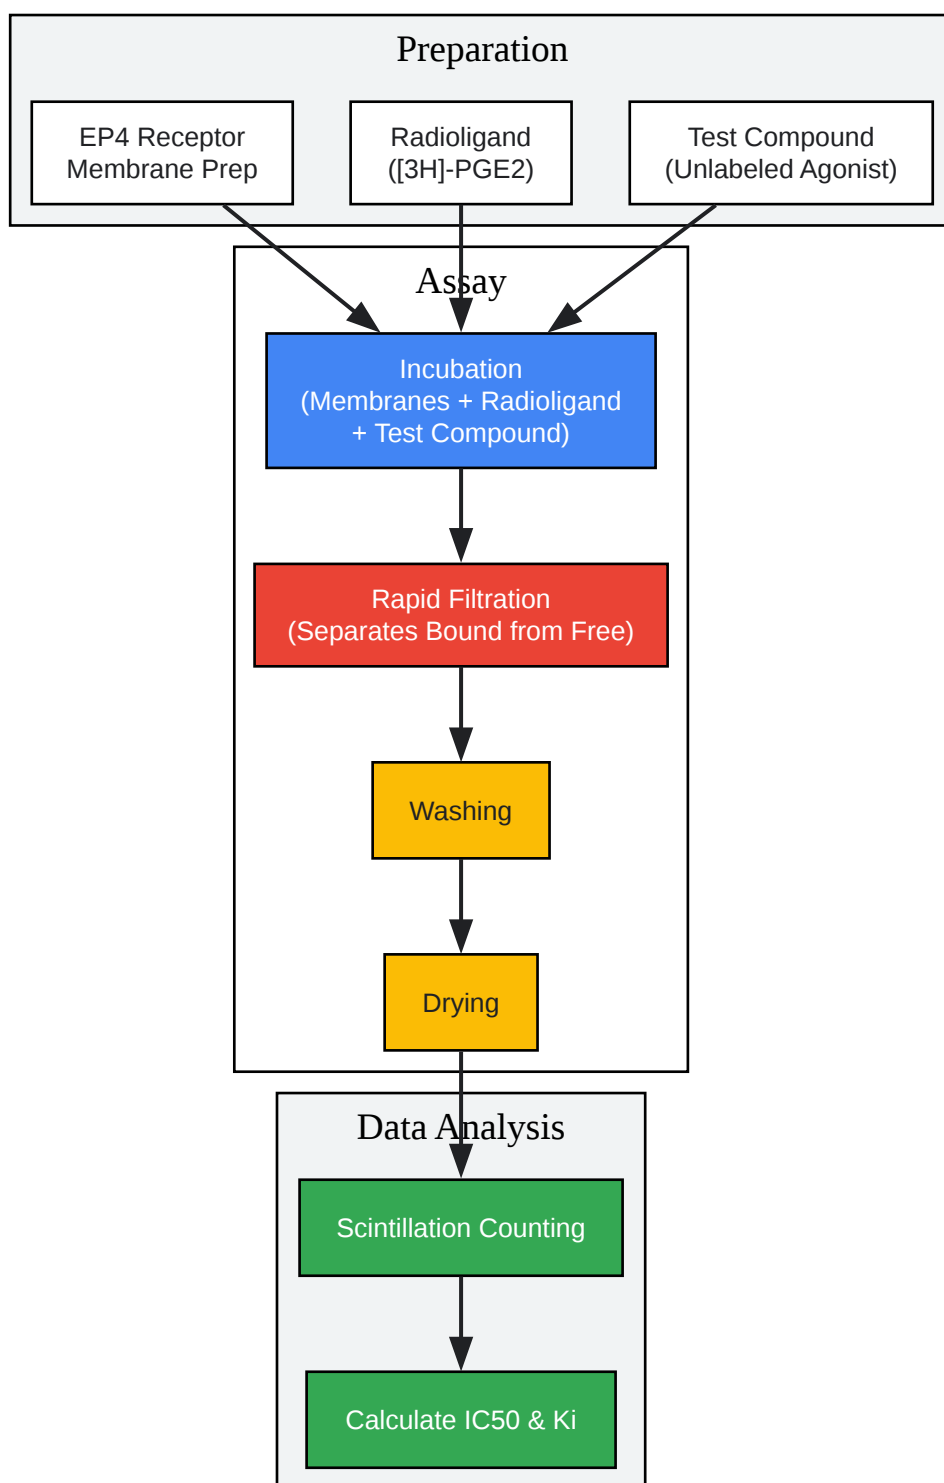 Preparation
EP4 Receptor
Membrane Prep
Radioligand
([3H]-PGE2)
Test Compound
(Unlabeled Agonist)
Assay
Incubation
(Membranes + Radioligand
+ Test Compound)
Rapid Filtration
(Separates Bound from Free)
Washing
Drying
Data Analysis
Scintillation Counting
Calculate IC50 & Ki